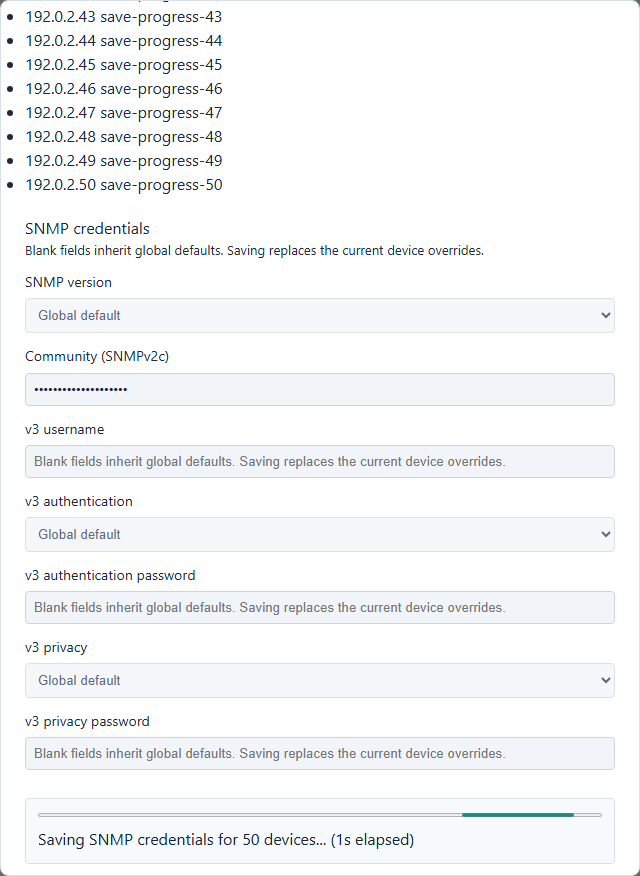 192.0.2.43 save-progress-43
192.0.2.44 save-progress-44
192.0.2.45 save-progress-45
192.0.2.46 save-progress-46
192.0.2.47 save-progress-47
192.0.2.48 save-progress-48
192.0.2.49 save-progress-49
192.0.2.50 save-progress-50
SNMP credentials
Blank fields inherit global defaults. Saving replaces the current device overrides.
SNMP version
Global default
Community (SNMPv2c)
••••••••••••••••••••
v3 username
Blank fields inherit global defaults. Saving replaces the current device overrides.
v3 authentication
Global default
v3 authentication password
Blank fields inherit global defaults. Saving replaces the current device overrides.
v3 privacy
Global default
v3 privacy password
Blank fields inherit global defaults. Saving replaces the current device overrides.
Saving SNMP credentials for 50 devices... (1s elapsed)